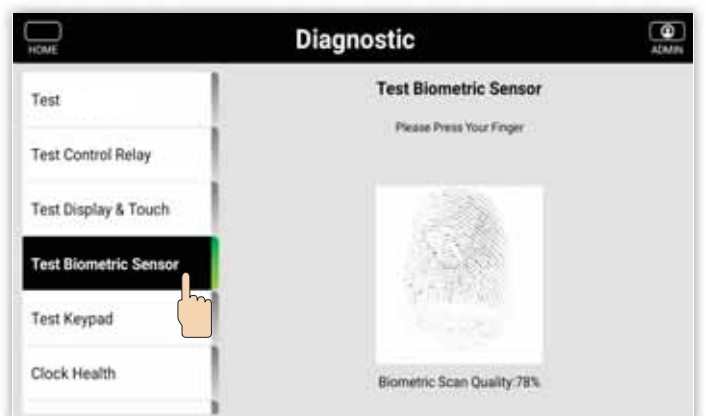 HOME
Diagnostic
ADMIN
Test
Test Control Relay
Test Display & Touch
Test Biometric Sensor
Test Keypad
Clock Health
Test Biometric Sensor
Please Press Your Finger
Biometric Scan Quality:78%